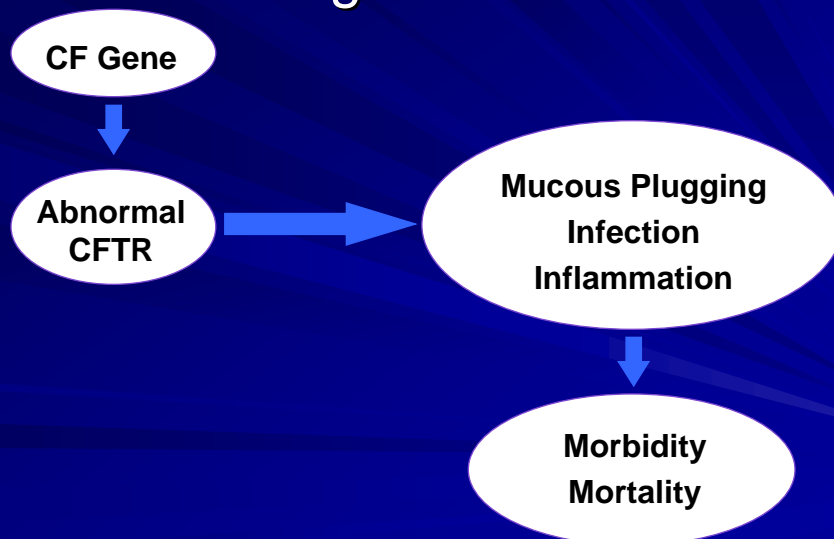 CF Gene
Abnormal
CFTR
Mucous Plugging
Infection
Inflammation
Morbidity
Mortality